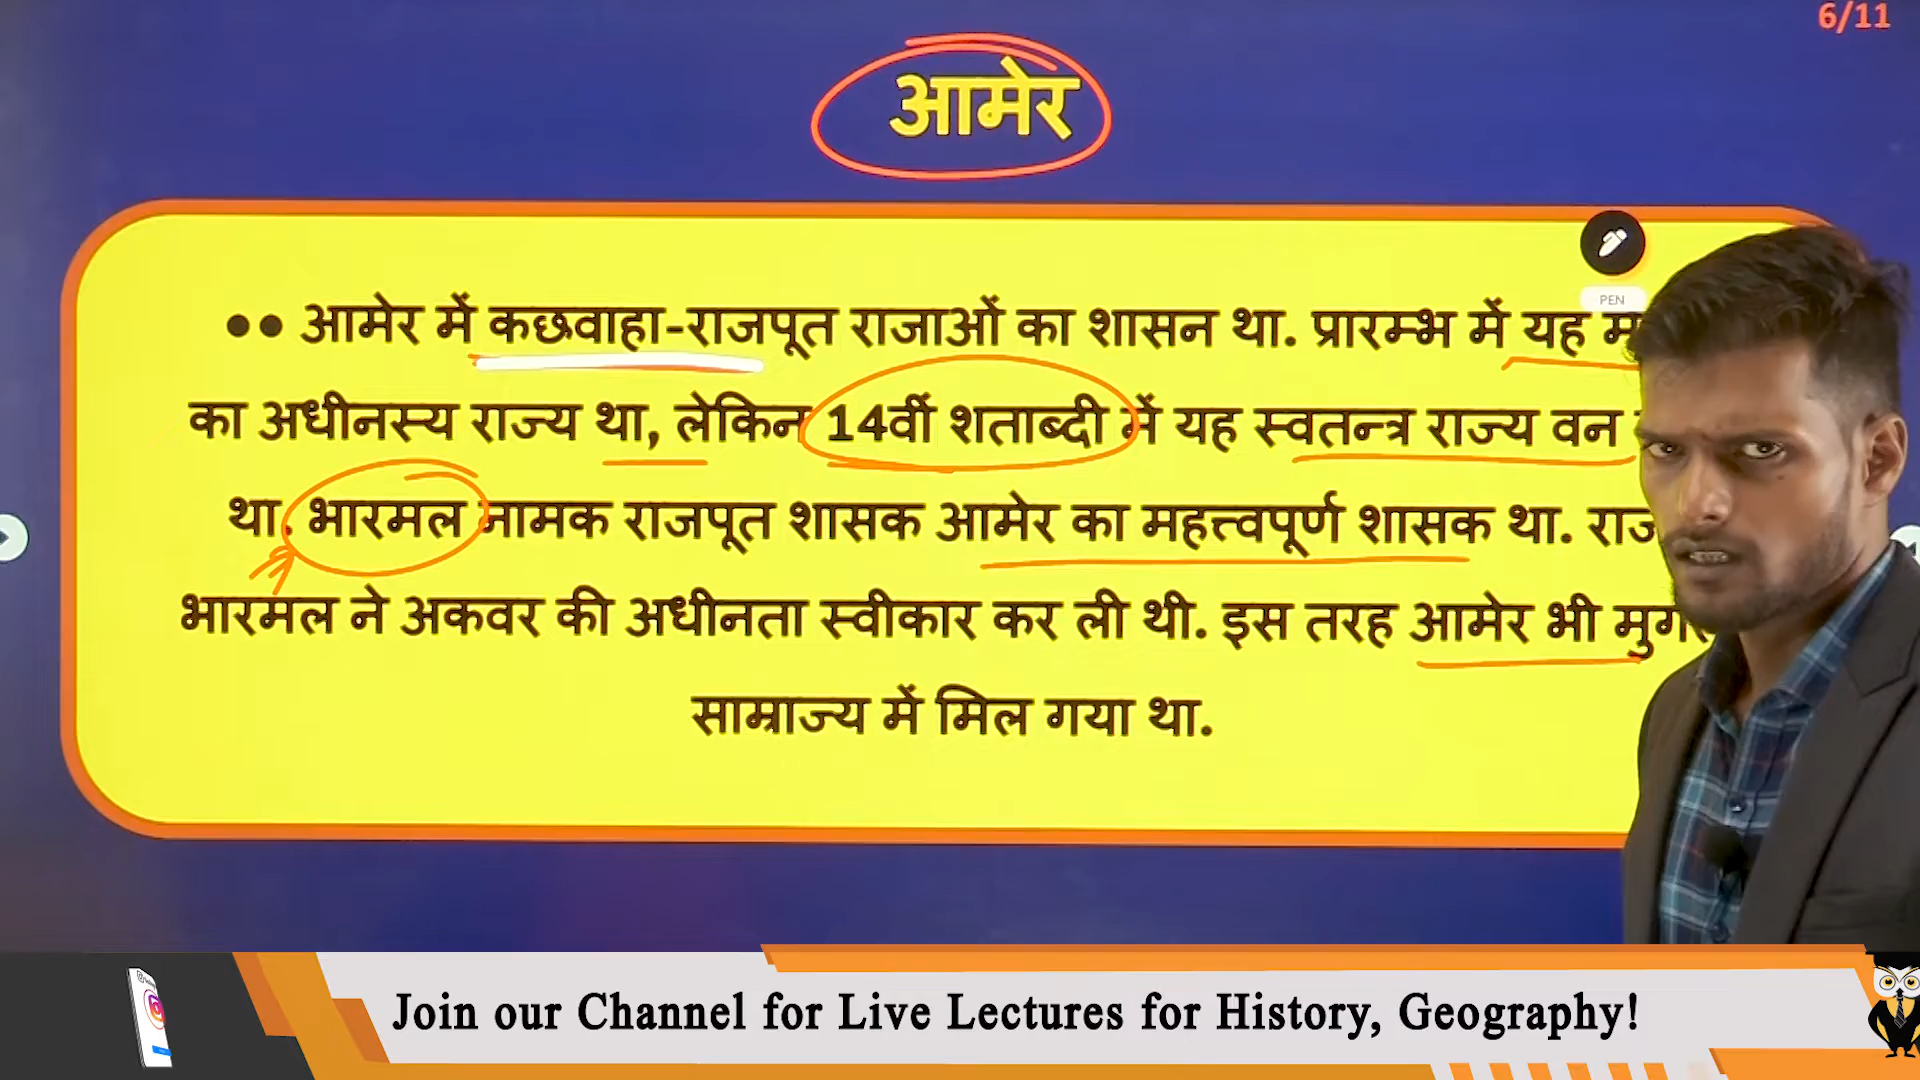 6/11
आमेर
PEN
•• आमेर में कछवाहा-राजपूत राजाओं का शासन था. प्रारम्भ में यह
का अधीनस्य राज्य था, लेकिन 14वीं शताब्दी में यह स्वतन्त्र राज्य वन
था. भारमल नामक राजपूत शासक आमेर का महत्त्वपूर्ण शासक था.
भारमल ने अकवर की अधीनता स्वीकार कर ली थी. इस तरह आमेर भी
साम्राज्य में मिल गया था.
Join our Channel for Live Lectures for History, Geography!